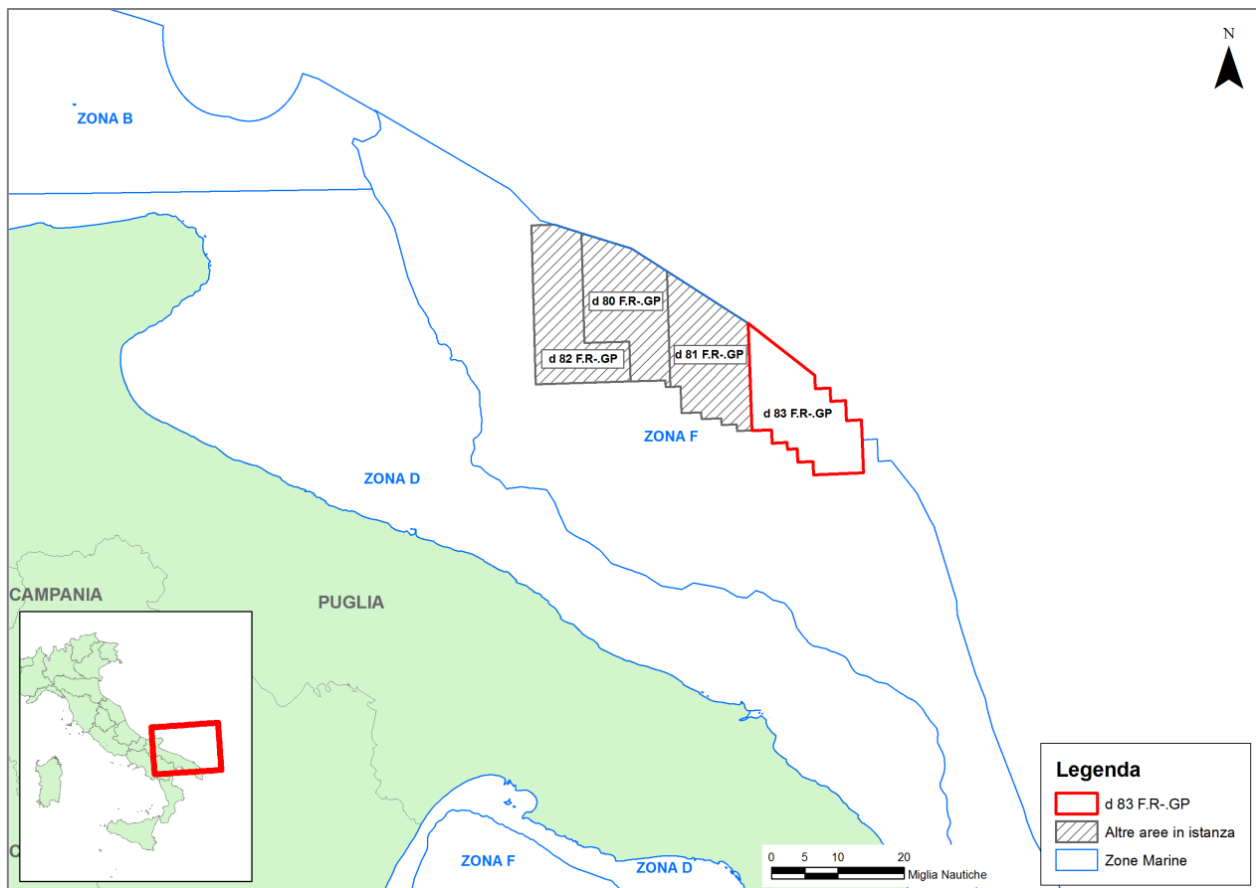 N
ZONA B
d 80 F.R-.GP
d 82 F.R-.GP
d 81 F.R-.GP
d 83 F.R-.GP
ZONA F
ZONA D
CAMPANIA
PUGLIA
C
ZONA F
ZONA D
0 5 10 20
Miglia Nautiche
Legenda
d 83 F.R-.GP
Altre aree in istanza
Zone Marine